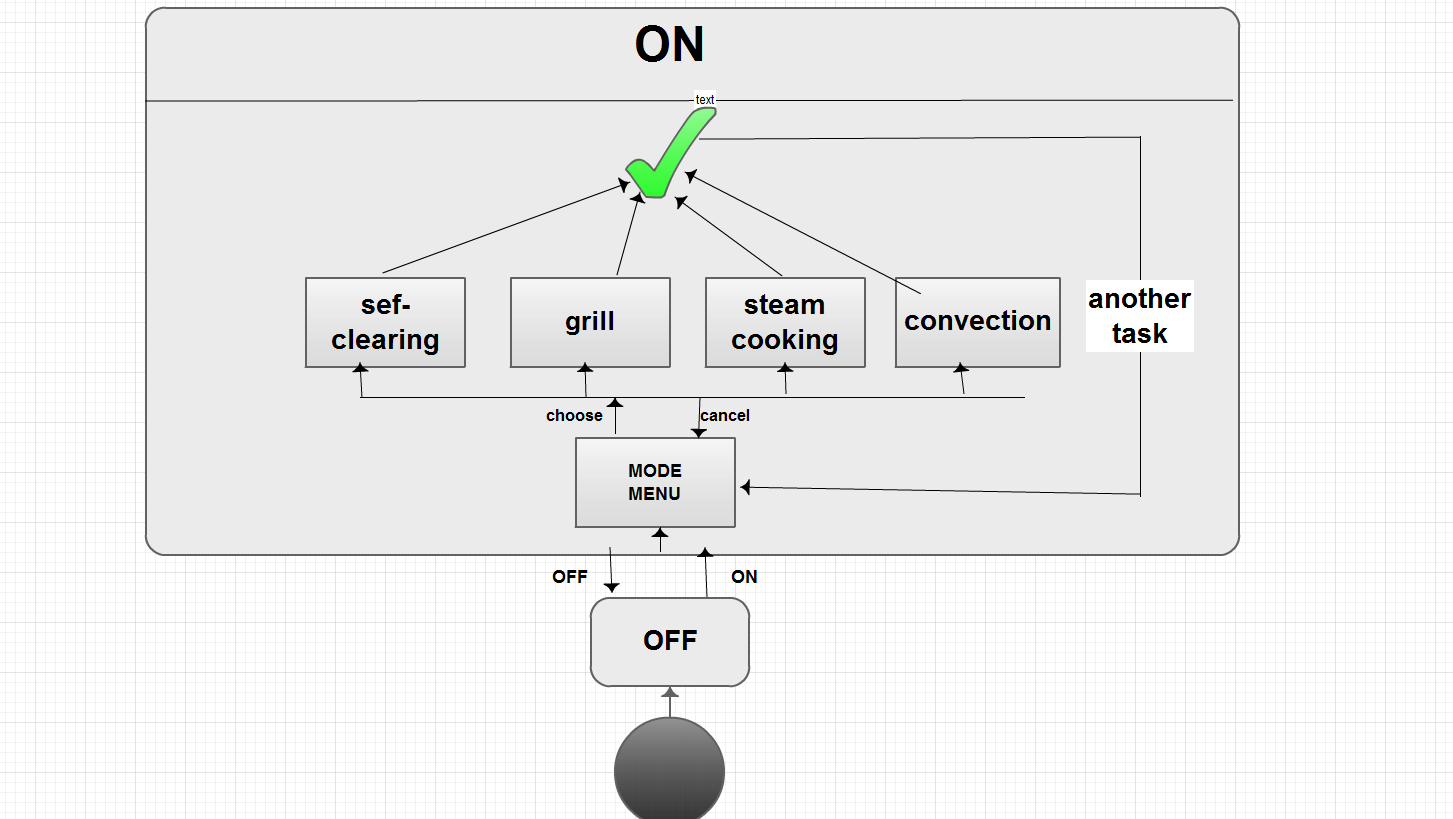 ON
text
sef-
clearing
grill
steam
cooking
convection
another
task
choose
cancel
MODE
MENU
OFF
ON
OFF